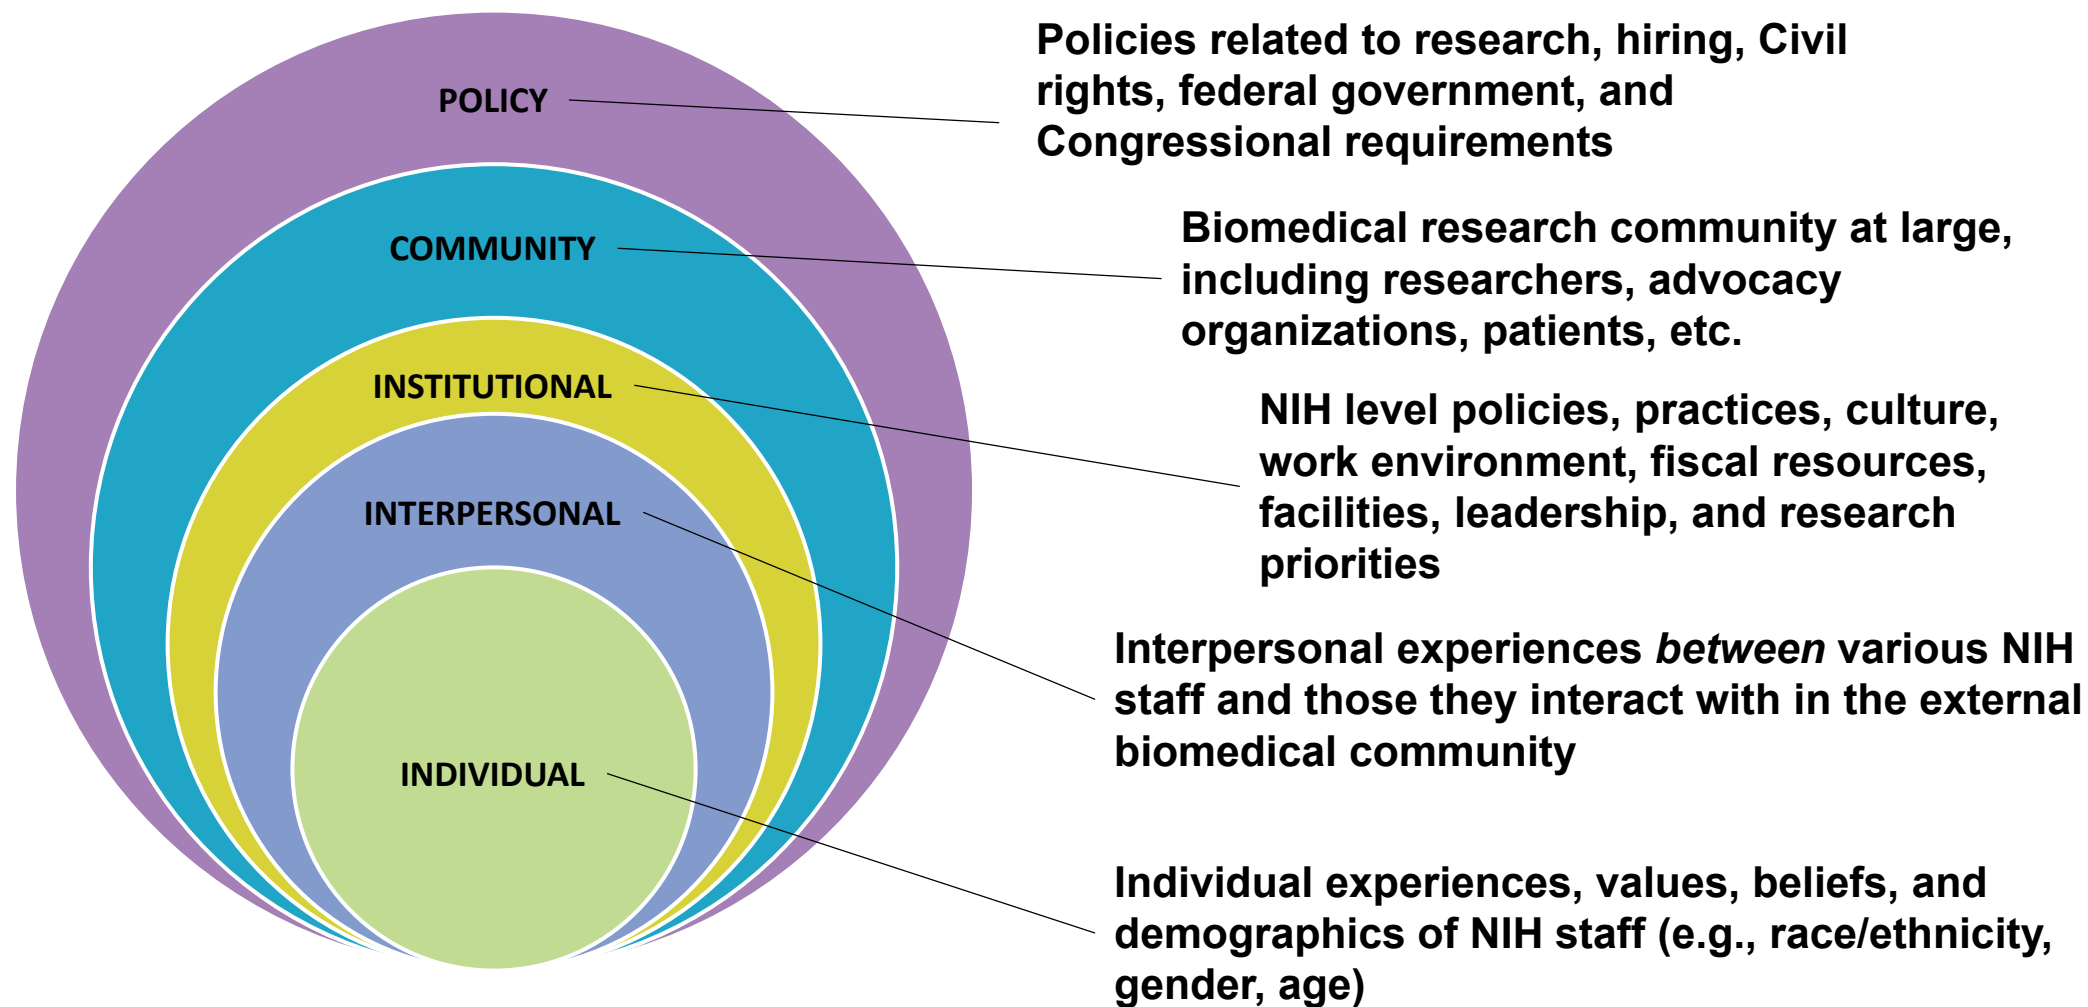 POLICY
Policies related to research, hiring, Civil
rights, federal government, and
Congressional requirements
COMMUNITY
Biomedical research community at large,
including researchers, advocacy
organizations, patients, etc.
INSTITUTIONAL
NIH level policies, practices, culture,
work environment, fiscal resources,
facilities, leadership, and research
priorities
INTERPERSONAL
Interpersonal experiences between various NIH
staff and those they interact with in the external
biomedical community
INDIVIDUAL
Individual experiences, values, beliefs, and
demographics of NIH staff (e.g., race/ethnicity,
gender, age)